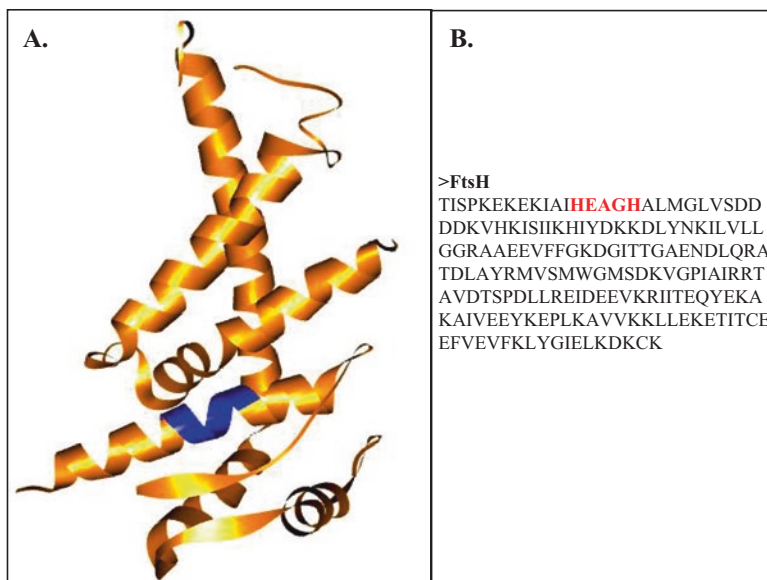 A.
B.
>FtsH
TISPKEKEKIAIHEAGHALMGLVSDD
DDKVHKISIIKHIYDKKDLYNKILVLL
GGRAAEEVFFGKDGITTGAENDLQRA
TDLAYRMVSMWGMSDKVGPIAIRRT
AVDTSPDLLREIDEEVKRIITEQYEKA
KAIVEEYKEPLKAVVKKLLEKETITCE
EFVEVFKLYGIELKDKCK